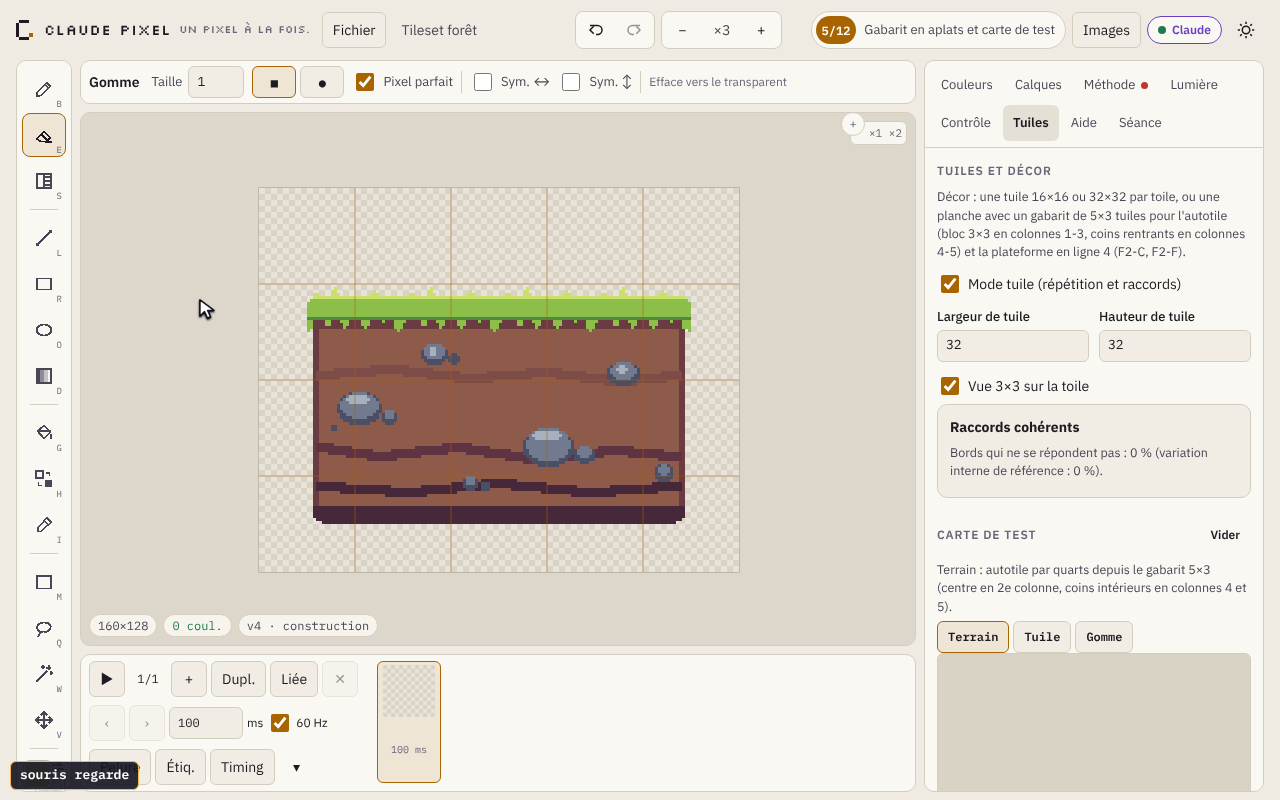 CLAUDE PIXEL UN PIXEL À LA FOIS.
Fichier
Tileset forêt
− ×3 +
5/12 Gabarit en aplats et carte de test
Images
Claude
Gomme Taille 1 ■ ● Pixel parfait Sym. ↔ Sym. ↕ Efface vers le transparent
B
E
S
L
R
O
D
G
H
I
M
Q
W
V
+ ×1 ×2
160×128 0 coul. v4 · construction
▶ 1/1 + Dupl. Liée ✕
‹ › 100 ms 60 Hz
Étiq. Timing ▼
100 ms
souris regarde
Couleurs Calques Méthode Lumière
Contrôle Tuiles Aide Séance
TUILES ET DÉCOR
Décor : une tuile 16×16 ou 32×32 par toile, ou une
planche avec un gabarit de 5×3 tuiles pour l'autotile
(bloc 3×3 en colonnes 1-3, coins rentrants en colonnes
4-5) et la plateforme en ligne 4 (F2-C, F2-F).
Mode tuile (répétition et raccords)
Largeur de tuile Hauteur de tuile
32 32
Vue 3×3 sur la toile
Raccords cohérents
Bords qui ne se répondent pas : 0 % (variation
interne de référence : 0 %).
CARTE DE TEST Vider
Terrain : autotile par quarts depuis le gabarit 5×3
(centre en 2e colonne, coins intérieurs en colonnes 4 et
5).
Terrain Tuile Gomme